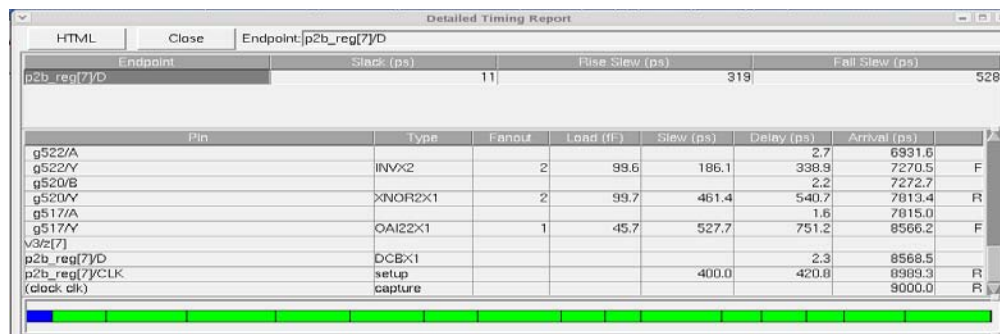 Detailed Timing Report
HTML Close Endpoint: p2b_reg[7]/D
Endpoint Slack (ps) Rise Slew (ps) Fall Slew (ps)
p2b_reg[7]/D 11 319 528
Pin Type Fanout Load (fF) Slew (ps) Delay (ps) Arrival (ps)
g522/A 2.7 6931.6
g522/Y INVX2 2 99.6 186.1 338.9 7270.5 F
g520/B 2.2 7272.7
g520/Y XNOR2X1 2 99.7 461.4 540.7 7813.4 R
g517/A 1.6 7815.0
g517/Y OAI22X1 1 45.7 527.7 751.2 8566.2 F
v3/z[7]
p2b_reg[7]/D DCBX1 2.3 8568.5
p2b_reg[7]/CLK setup 400.0 420.8 8989.3 R
(clock clk) capture 9000.0 R